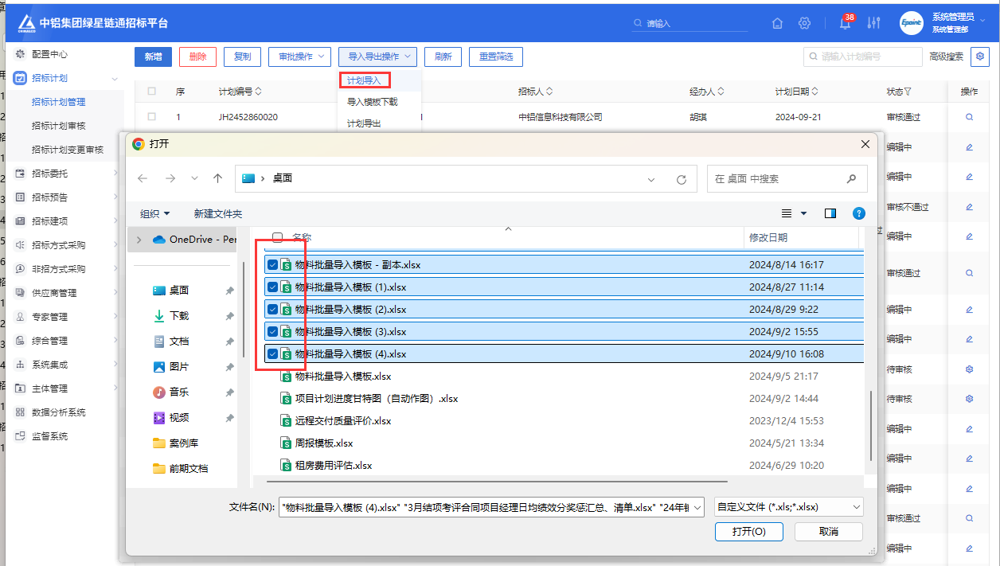 中铝集团绿星链通招标平台
CHINALCO
请输入
38
Epoint
系统管理员
系统管理部
配置中心
招标计划
招标计划管理
招标计划审核
招标计划变更审核
招标委托
招标预告
招标建项
招标方式采购
非招方式采购
供应商管理
专家管理
综合管理
系统集成
主体管理
数据分析系统
监督系统
新增
删除
复制
审批操作
导入导出操作
刷新
重置筛选
请输入计划编号
高级搜索
计划导入
导入模板下载
计划导出
序 计划编号 招标人 经办人 计划日期 状态 操作
1 JH2452860020 中铝信息科技有限公司 胡琪 2024-09-21 审核通过
编辑中
编辑中
审核不通过
编辑中
审核通过
编辑中
编辑中
待审核
待审核
编辑中
编辑中
编辑中
审核通过
编辑中
打开
桌面
在 桌面 中搜索
组织
新建文件夹
OneDrive - Per
桌面
下载
文档
图片
音乐
视频
案例库
前期文档
名称 修改日期
物料批量导入模板 - 副本.xlsx 2024/8/14 16:17
物料批量导入模板 (1).xlsx 2024/8/27 11:14
物料批量导入模板 (2).xlsx 2024/8/29 9:22
物料批量导入模板 (3).xlsx 2024/9/2 15:55
物料批量导入模板 (4).xlsx 2024/9/10 16:08
物料批量导入模板.xlsx 2024/9/5 21:17
项目计划进度甘特图（自动作图）.xlsx 2024/9/2 14:44
远程交付质量评价.xlsx 2023/12/4 15:53
周报模板.xlsx 2024/5/21 13:34
租房费用评估.xlsx 2024/6/29 10:20
文件名(N): "物料批量导入模板 (4).xlsx" "3月结项考评合同项目经理日均绩效分奖惩汇总、清单.xlsx" "24年
自定义文件 (*.xls;*.xlsx)
打开(O)
取消